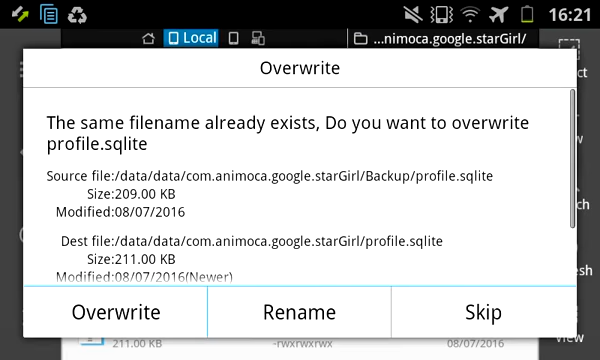 16:21
Local
...nimoca.google.starGirl/
Overwrite
The same filename already exists, Do you want to overwrite
profile.sqlite
Source file:/data/data/com.animoca.google.starGirl/Backup/profile.sqlite
Size:209.00 KB
Modified:08/07/2016
Dest file:/data/data/com.animoca.google.starGirl/profile.sqlite
Size:211.00 KB
Modified:08/07/2016(Newer)
Overwrite
Rename
Skip
211.00 KB
-rwxrwxrwx
08/07/2016
View